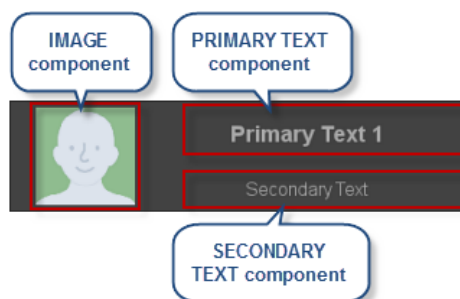 IMAGE
component
PRIMARY TEXT
component
Primary Text 1
Secondary Text
SECONDARY
TEXT component